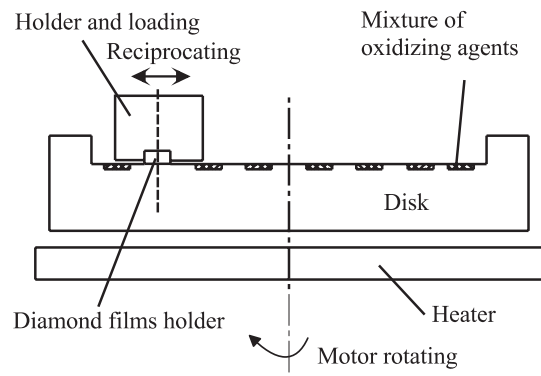 Holder and loading
Reciprocating
Mixture of
oxidizing agents
Disk
Diamond films holder
Heater
Motor rotating